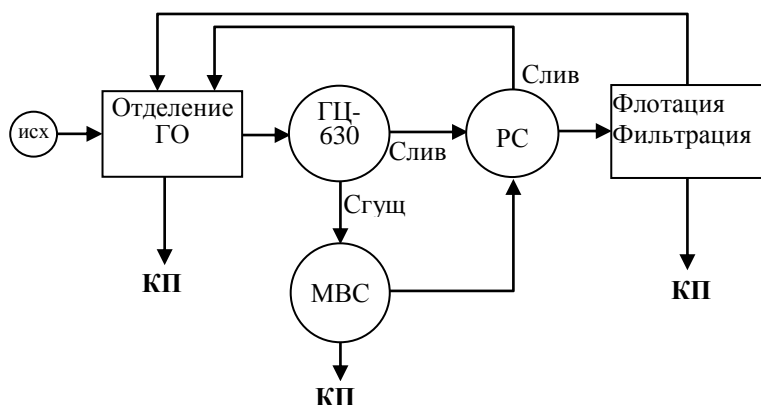 исх
Отделение
ГО
ГЦ-
630
Слив
Сгущ
МВС
РС
Слив
Флотация
Фильтрация
КП
КП
КП